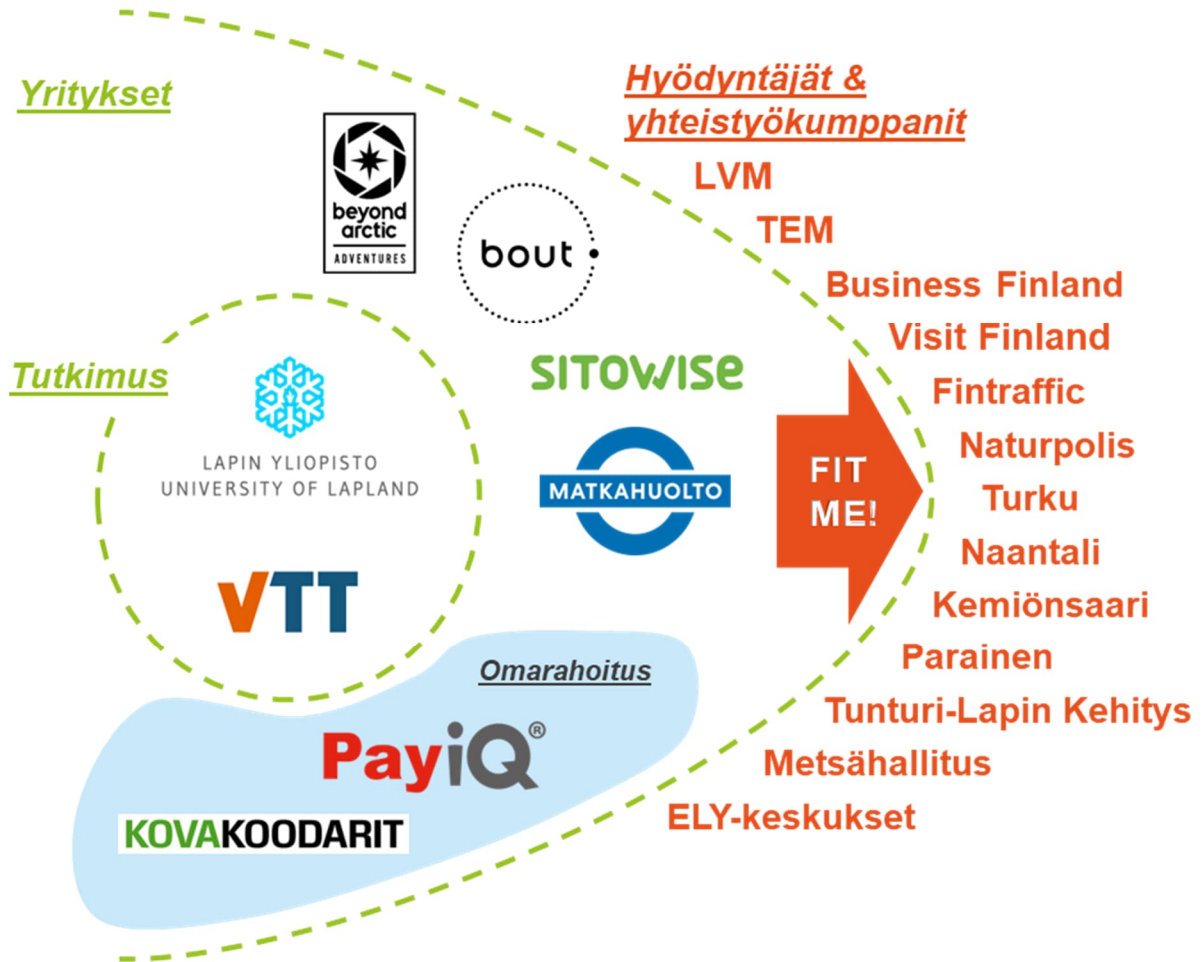 Yritykset
beyond
arctic
ADVENTURES
bout
Tutkimus
LAPIN YLIOPISTO
UNIVERSITY OF LAPLAND
VTT
sitowise
MATKAHUOLTO
FIT
ME!
Omarahoitus
PayiQ®
KOVAKOODARIT
Hyödyntäjät &
yhteistyökumppanit
LVM
TEM
Business Finland
Visit Finland
Fintraffic
Naturpolis
Turku
Naantali
Kemiönsaari
Parainen
Tunturi-Lapin Kehitys
Metsähallitus
ELY-keskukset